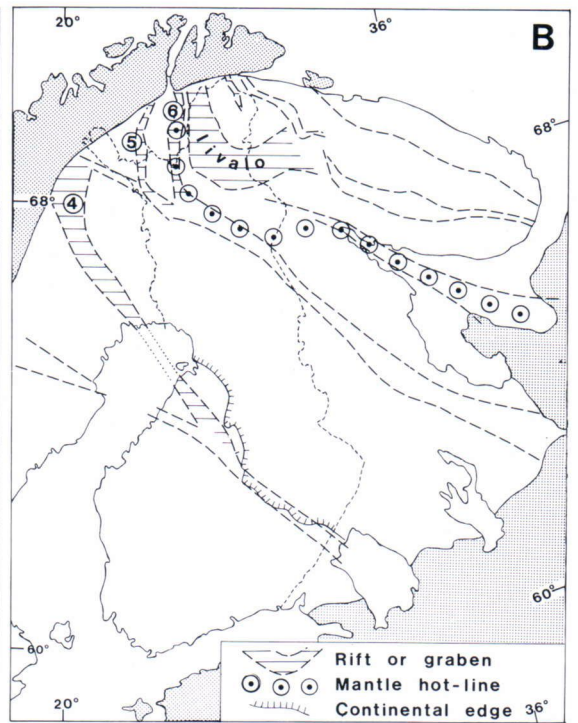 20° 36° B
68°
6
5
Iivalo
68° 4
60°
60°
Rift or graben
Mantle hot-line
Continental edge
20° 36°